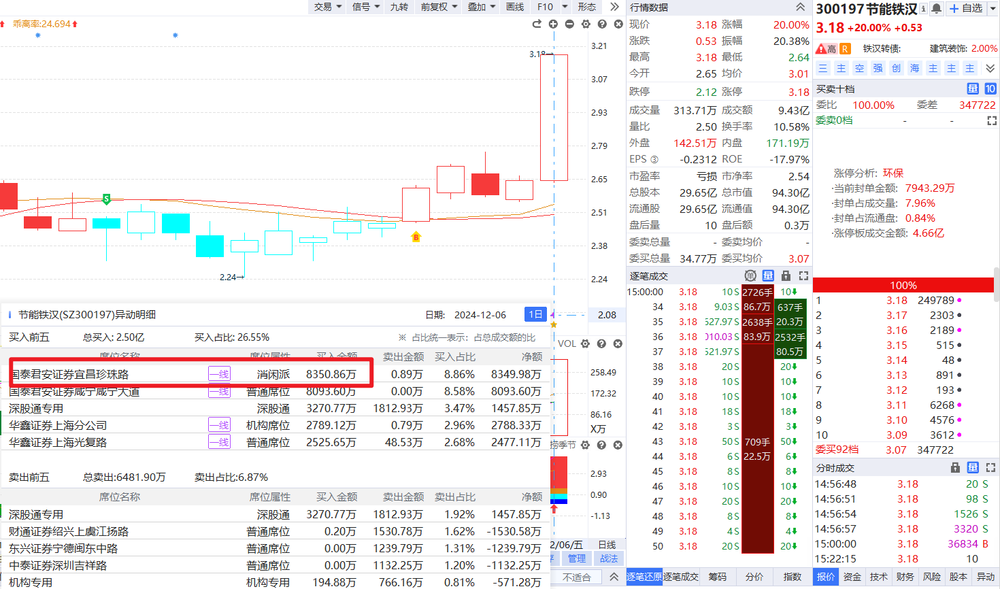 交易 信号 九转 前复权 叠加 画线 F10 形态
乖离率:24.694
3.18
3.21
3.07
2.93
2.79
2.65
2.51
2.38
2.24
2.24
2.08
S
B
节能铁汉(SZ300197)异动明细 日期: 2024-12-06 1日
买入前五 总买入: 2.50亿 买入占比: 26.55% ※ 占比统一表示: 占总成交额的比
席位名称 席位属性 买入金额 卖出金额 买入占比 净额
国泰君安证券宜昌珍珠路 一线 消闲派 8350.86万 0.89万 8.86% 8349.98万
国泰君安证券咸宁咸宁大道 一线 普通席位 8093.60万 0.00万 8.58% 8093.60万
深股通专用 深股通 3270.77万 1812.93万 3.47% 1457.85万
华鑫证券上海分公司 一线 机构席位 2789.12万 0.79万 2.96% 2788.33万
华鑫证券上海光复路 一线 普通席位 2525.65万 48.53万 2.68% 2477.11万
卖出前五 总卖出:6481.90万 卖出占比:6.87%
席位名称 席位属性 买入金额 卖出金额 卖出占比 净额
深股通专用 深股通 3270.77万 1812.93万 1.92% 1457.85万
财通证券绍兴上虞江扬路 普通席位 0.20万 1530.78万 1.62% -1530.58万
东兴证券宁德闽东中路 普通席位 0.00万 1239.79万 1.31% -1239.79万
中泰证券深圳吉祥路 普通席位 0.00万 1132.25万 1.20% -1132.25万
机构专用 机构专用 194.88万 766.16万 0.81% -571.28万
VOL
258.49
172.32
86.16
X万
捞季节
2.93
0.90
-1.13
2/06/五 日线
管理 战法
不适合
行情数据
现价 3.18 涨幅 20.00%
涨跌 0.53 振幅 20.38%
最高 3.18 最低 2.64
今开 2.65 均价 3.01
跌停 2.12 涨停 3.18
成交量 313.71万 成交额 9.43亿
量比 2.50 换手率 10.58%
外盘 142.51万 内盘 171.19万
EPS ③ -0.2312 ROE -17.97%
市盈率 亏损 市净率 2.54
总股本 29.65亿 总市值 94.30亿
流通股 29.65亿 流通值 94.30亿
盘后量 10 盘后额 0.3万
委卖总量 - 委卖均价 -
委买总量 34.77万 委买均价 3.07
逐笔成交 单 量
15:00:00 3.18 10 S 2726手 10
34 3.18 9.03 S 86.7万 637手
35 3.18 527.97 S 2638手 20.3万
36 3.18 010.03 S 83.9万 2532手
37 3.18 521.97 S 80.5万
38 3.18 20 S 20
39 3.18 10 S 10
40 3.18 10 S 10
41 3.18 18 S 18
42 3.18 3 S 3
43 3.18 50 S 709手 50
44 3.18 6 S 22.5万 6
45 3.18 8 S 8
46 3.18 10 S 10
47 3.18 20 S 20
48 3.18 8 S 8
49 3.18 4 S 4
50 3.18 20 S 20
逐笔还原 逐笔成交 筹码 分价 指数
300197节能铁汉 自选
3.18 +20.00% +0.53
高 R 铁汉转债: 建筑装饰: 2.00%
三 主 空 强 创 海 主 主 主
买卖十档 量 10
委比 100.00% 委差 347722
委卖0档 - -
涨停分析: 环保
·当前封单金额: 7943.29万
·封单占成交量: 7.96%
·封单占流通盘: 0.84%
·涨停板成交金额: 4.66亿
100%
1 3.18 249789
2 3.17 2303
3 3.16 2189
4 3.15 515
5 3.14 48
6 3.13 891
7 3.12 193
8 3.11 6268
9 3.10 4576
10 3.09 3612
委买92档 3.07 347722
分时成交 量
14:56:48 3.18 20 S
14:56:51 3.18 98 S
14:56:54 3.18 1526 S
14:56:57 3.18 3320 S
15:00:00 3.18 36834 B
15:22:15 3.18 10
报价 资金 技术 财务 风险 股本 异动